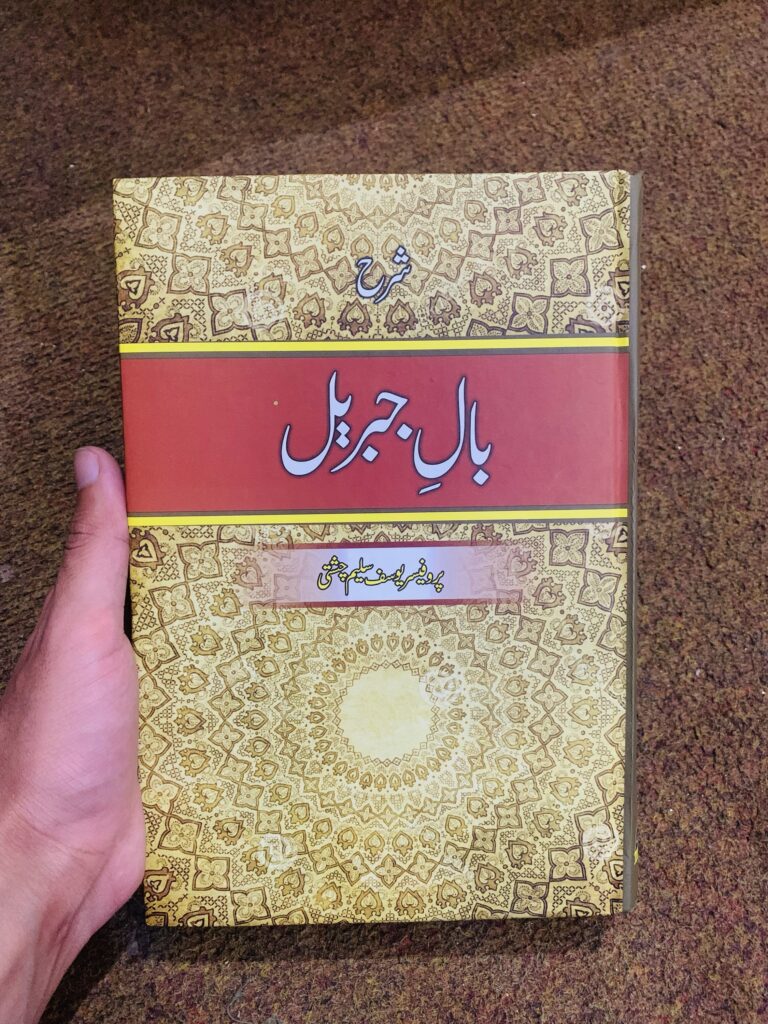 شرح
بالِ جبریل
پروفیسر یوسف سلیم چشتی